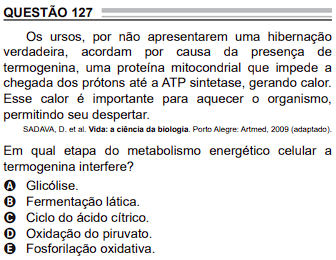 QUESTÃO 127
Os ursos, por não apresentarem uma hibernação
verdadeira, acordam por causa da presença de
termogenina, uma proteína mitocondrial que impede a
chegada dos prótons até a ATP sintetase, gerando calor.
Esse calor é importante para aquecer o organismo,
permitindo seu despertar.
SADAVA, D. et al. Vida: a ciência da biologia. Porto Alegre: Artmed, 2009 (adaptado).
Em qual etapa do metabolismo energético celular a
termogenina interfere?
A Glicólise.
B Fermentação lática.
C Ciclo do ácido cítrico.
D Oxidação do piruvato.
E Fosforilação oxidativa.